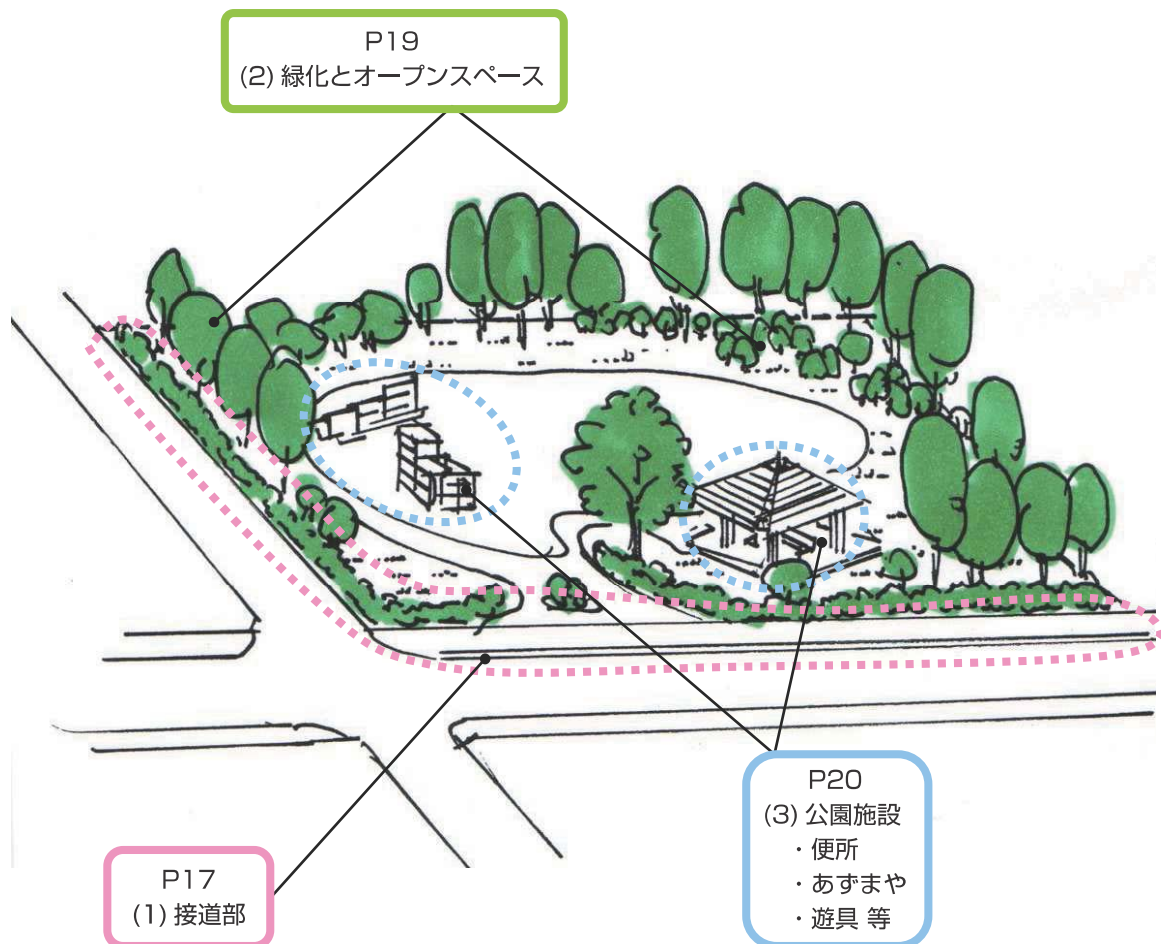 P19
(2) 緑化とオープンスペース
P20
(3) 公園施設
・便所
・あずまや
・遊具 等
P17
(1) 接道部